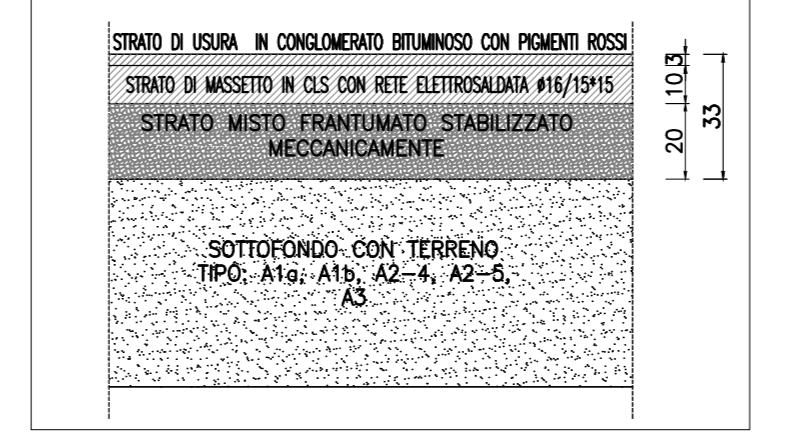 STRATO DI USURA IN CONGLOMERATO BITUMINOSO CON PIGMENTI ROSSI
STRATO DI MASSETTO IN CLS CON RETE ELETTROSALDATA ø16/15*15
STRATO MISTO FRANTUMATO STABILIZZATO
MECCANICAMENTE
SOTTOFONDO CON TERRENO
TIPO: A1a, A1b, A2-4, A2-5,
A3
3
10
20
33